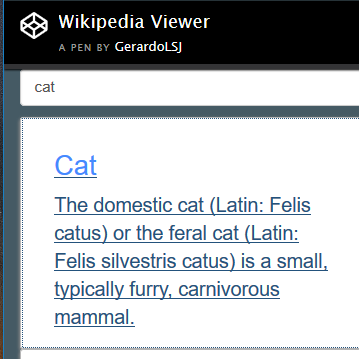 Wikipedia Viewer
A PEN BY GerardoLSJ
cat
Cat
The domestic cat (Latin: Felis
catus) or the feral cat (Latin:
Felis silvestris catus) is a small,
typically furry, carnivorous
mammal.